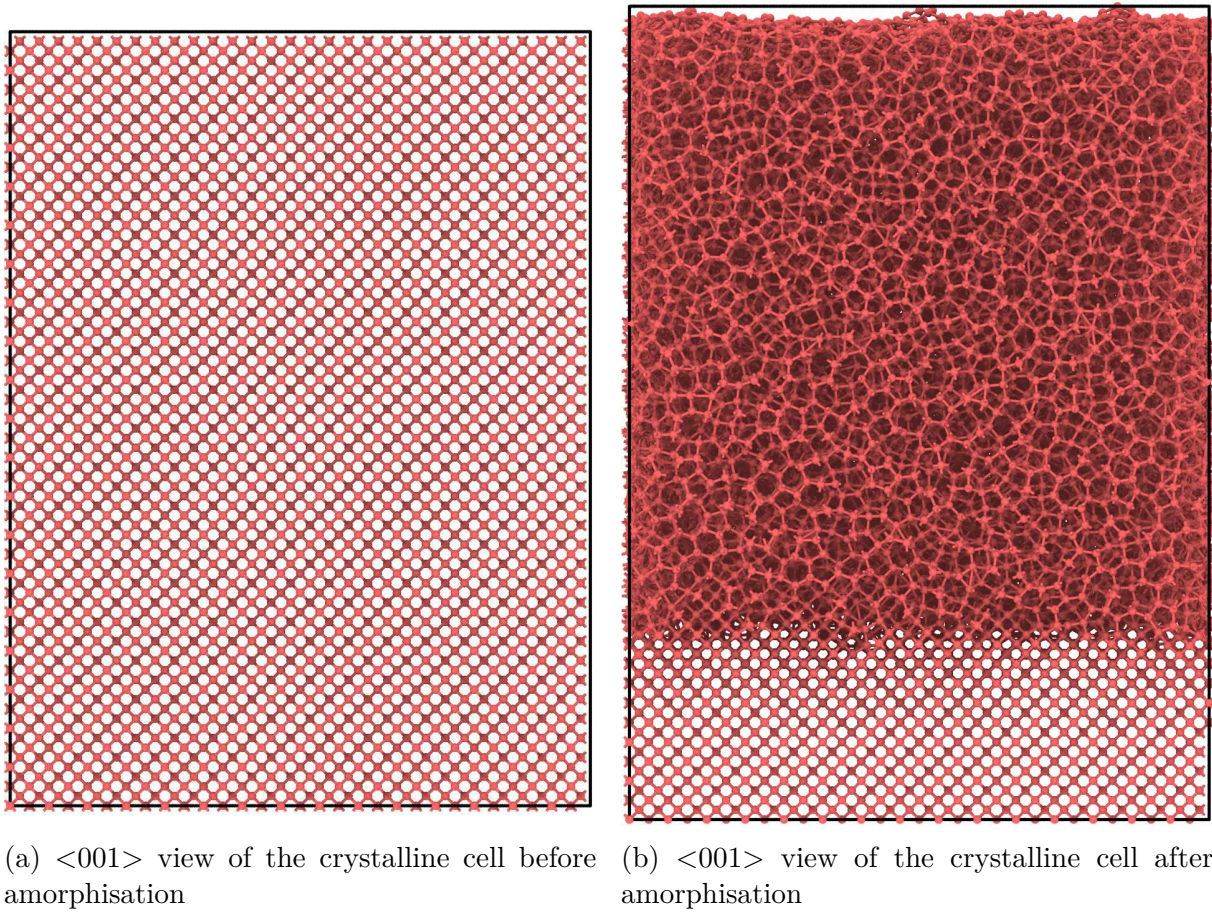 (a) <001> view of the crystalline cell before
amorphisation
(b) <001> view of the crystalline cell after
amorphisation